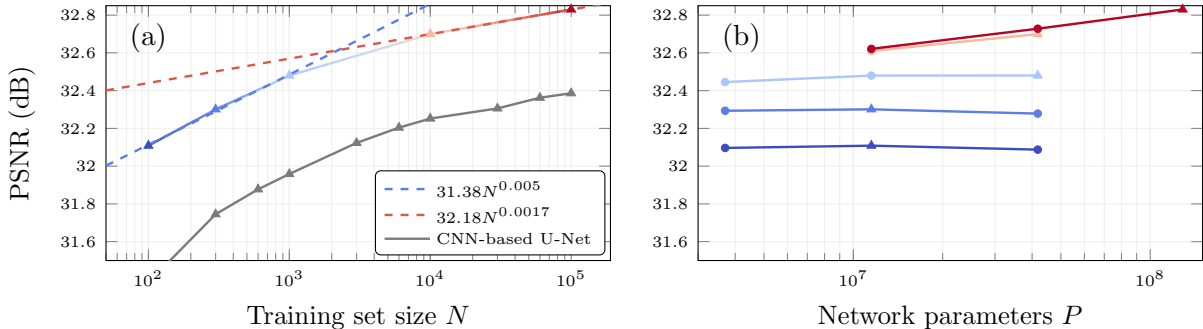 (a)
32.8
32.6
32.4
32.2
32
31.8
31.6
PSNR (dB)
31.38N^0.005
32.18N^0.0017
CNN-based U-Net
10^2
10^3
10^4
10^5
Training set size N
(b)
32.8
32.6
32.4
32.2
32
31.8
31.6
10^7
10^8
Network parameters P